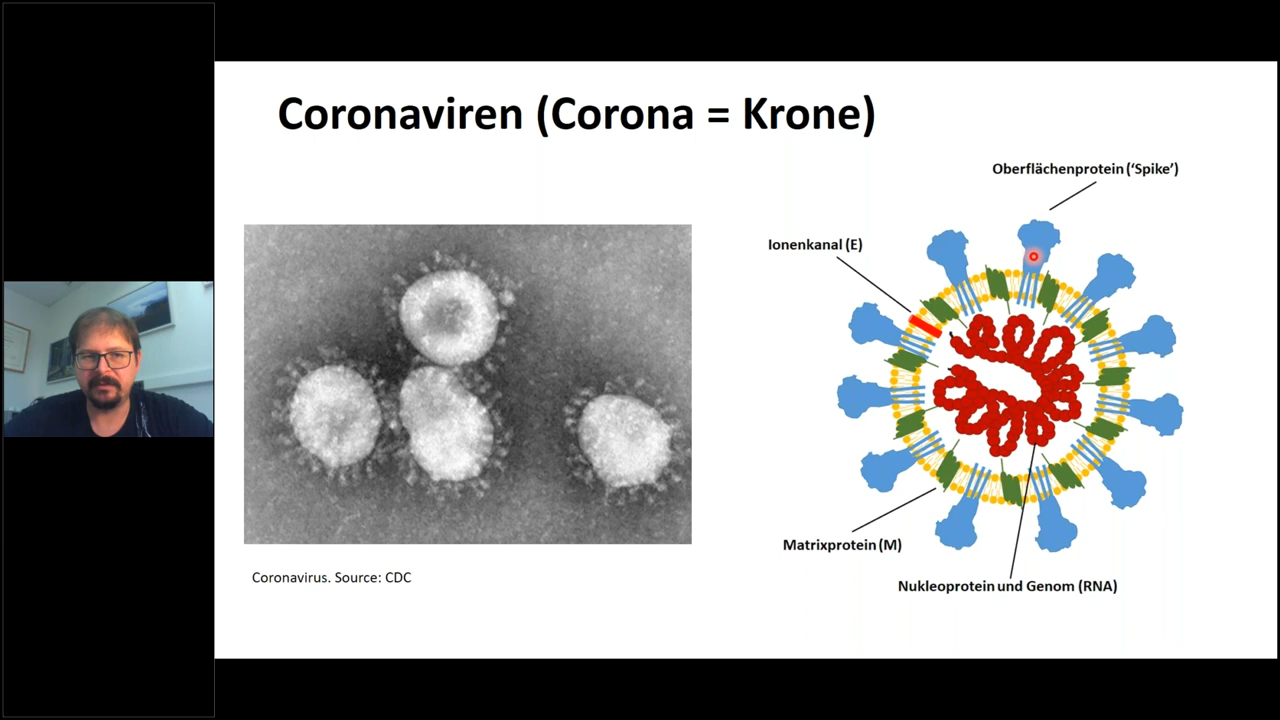 Coronaviren (Corona = Krone)
Oberflächenprotein (‘Spike’)
Ionenkanal (E)
Matrixprotein (M)
Nukleoprotein und Genom (RNA)
Coronavirus. Source: CDC